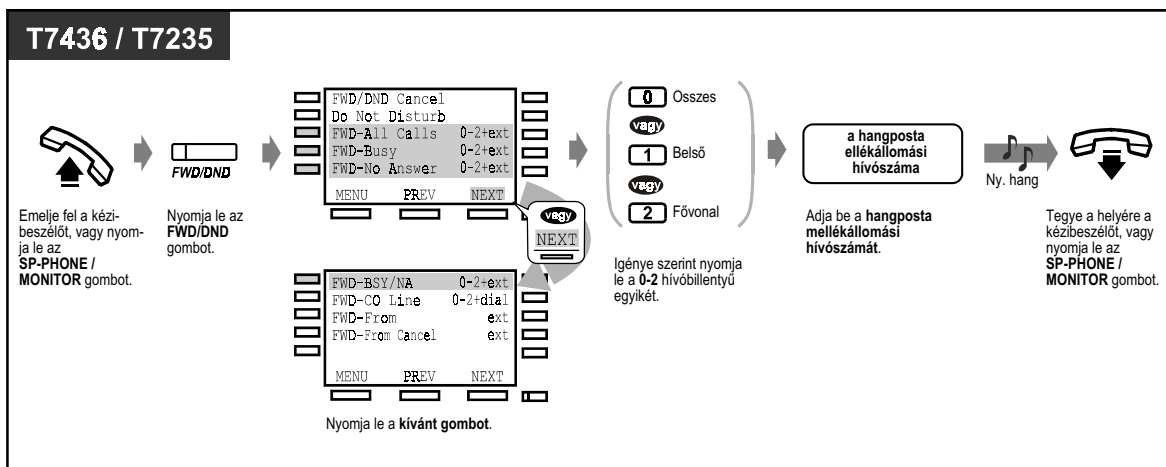 T7436 / T7235
Emelje fel a kézi-
beszélőt, vagy nyom-
ja le az
SP-PHONE /
MONITOR gombot.
FWD/DND
Nyomja le az
FWD/DND
gombot.
FWD/DND Cancel
Do Not Disturb
FWD-All Calls 0-2+ext
FWD-Busy 0-2+ext
FWD-No Answer 0-2+ext
MENU PREV NEXT
vagy
NEXT
FWD-BSY/NA 0-2+ext
FWD-CO Line 0-2+dial
FWD-From ext
FWD-From Cancel ext
MENU PREV NEXT
Nyomja le a kívánt gombot.
0 Osszes
vagy
1 Belső
vagy
2 Fővonal
Igénye szerint nyomja
le a 0-2 hívóbillentyű
egyikét.
a hangposta
ellékállomási
hívószáma
Adja be a hangposta
mellékállomási
hívószámát.
Ny. hang
Tegye a helyére a
kézibeszélőt, vagy
nyomja le az
SP-PHONE /
MONITOR gombot.